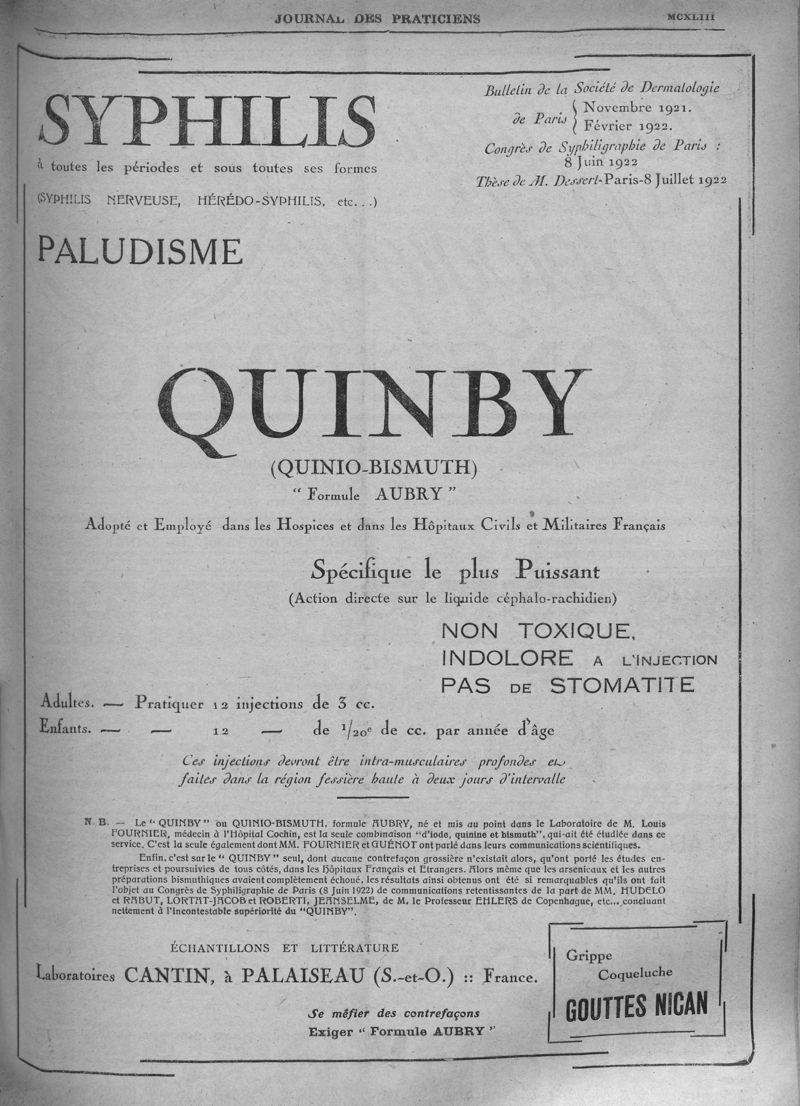 JOURNAL DES PRATICIENS
MCXLIII
SYPHILIS
à toutes les périodes et sous toutes ses formes
(SYPHILIS NERVEUSE, HÉRÉDO-SYPHILIS, etc...)
Bulletin de la Société de Dermatologie
de Paris { Novembre 1921.
Février 1922.
Congrès de Syphiligraphie de Paris :
8 Juin 1922
Thèse de M. Dessert-Paris-8 Juillet 1922
PALUDISME
QUINBY
(QUINIO-BISMUTH)
“ Formule AUBRY ”
Adopté et Employé dans les Hospices et dans les Hôpitaux Civils et Militaires Français
Spécifique le plus Puissant
(Action directe sur le liquide céphalo-rachidien)
NON TOXIQUE,
INDOLORE A L'INJECTION
PAS DE STOMATITE
Adultes. — Pratiquer 12 injections de 3 cc.
Enfants. — — 12 — de 1/20e de cc. par année d'âge
Ces injections devront être intra-musculaires profondes et
faites dans la région fessière haute à deux jours d'intervalle
N. B. — Le “ QUINBY ” ou QUINIO-BISMUTH, formule AUBRY, né et mis au point dans le Laboratoire de M. Louis
FOURNIER, médecin à l'Hôpital Cochin, est la seule combinaison “d'iode, quinine et bismuth”, qui-ait été étudiée dans ce
service. C'est la seule également dont MM. FOURNIER et GUÉNOT ont parlé dans leurs communications scientifiques.
Enfin, c'est sur le “ QUINBY ” seul, dont aucune contrefaçon grossière n'existait alors, qu'ont porté les études en-
treprises et poursuivies de tous côtés, dans les Hôpitaux Français et Etrangers. Alors même que les arsenicaux et les autres
préparations bismuthiques avaient complètement échoué, les résultats ainsi obtenus ont été si remarquables qu'ils ont fait
l'objet au Congrès de Syphiligraphie de Paris (8 Juin 1922) de communications retentissantes de la part de MM. HUDELO
et RABUT, LORTAT-JACOB et ROBERTI, JEANSELME, de M. le Professeur EHLERS de Copenhague, etc... concluant
nettement à l'incontestable supériorité du “QUINBY”.
ÉCHANTILLONS ET LITTÉRATURE
Laboratoires CANTIN, à PALAISEAU (S.-et-O.) :: France.
Se méfier des contrefaçons
Exiger “ Formule AUBRY ”
Grippe
Coqueluche
GOUTTES NICAN